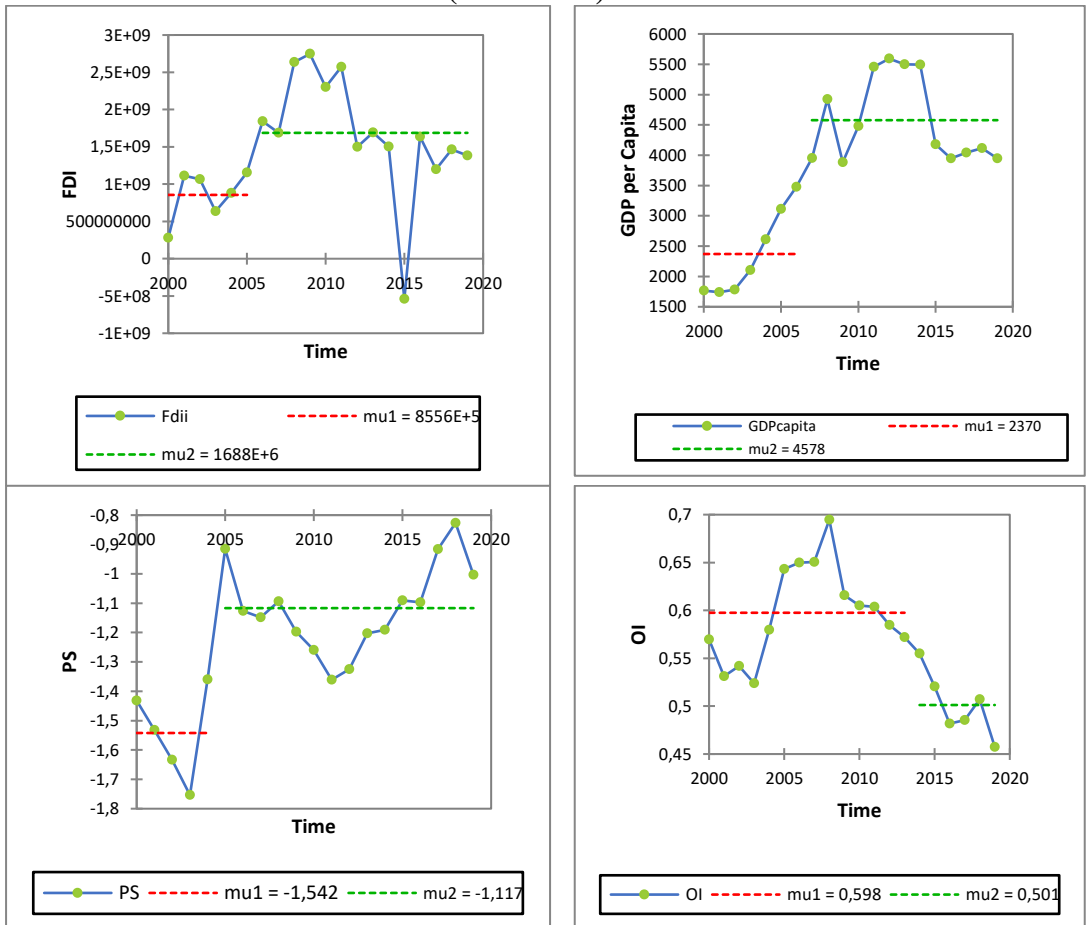 3E+09
2,5E+09
2E+09
1,5E+09
1E+09
500000000
0
-5E+08
-1E+09
2000 2005 2010 2015 2020
FDI
Time
Fdii mu1 = 8556E+5
mu2 = 1688E+6
6000
5500
5000
4500
4000
3500
3000
2500
2000
1500
2000 2005 2010 2015 2020
GDP per Capita
Time
GDPcapita mu1 = 2370
mu2 = 4578
-0,8
-0,9
-1
-1,1
-1,2
-1,3
-1,4
-1,5
-1,6
-1,7
-1,8
2000 2005 2010 2015 2020
PS
Time
PS mu1 = -1,542 mu2 = -1,117
0,7
0,65
0,6
0,55
0,5
0,45
2000 2005 2010 2015 2020
OI
Time
OI mu1 = 0,598 mu2 = 0,501